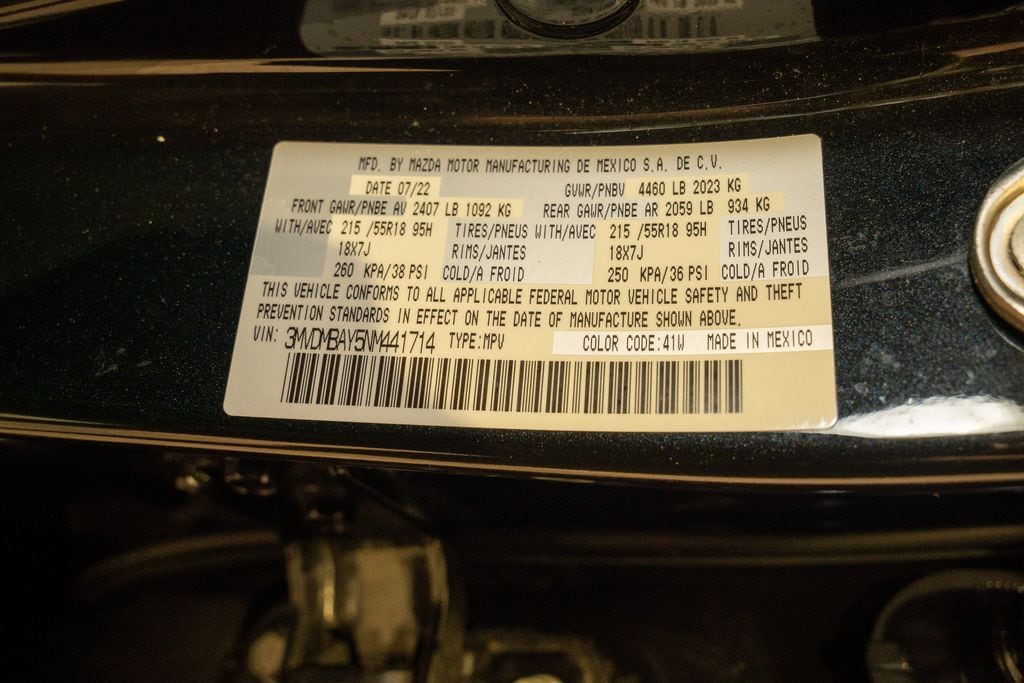 MFD. BY MAZDA MOTOR MANUFACTURING DE MEXICO S.A. DE C.V.
DATE 07/22 GVWR/PNBV 4460 LB 2023 KG
FRONT GAWR/PNBE AV 2407 LB 1092 KG REAR GAWR/PNBE AR 2059 LB 934 KG
WITH/AVEC 215 /55R18 95H TIRES/PNEUS WITH/AVEC 215 /55R18 95H TIRES/PNEUS
18X7J RIMS/JANTES 18X7J RIMS/JANTES
260 KPA/38 PSI COLD/A FROID 250 KPA/36 PSI COLD/A FROID
THIS VEHICLE CONFORMS TO ALL APPLICABLE FEDERAL MOTOR VEHICLE SAFETY AND THEFT
PREVENTION STANDARDS IN EFFECT ON THE DATE OF MANUFACTURE SHOWN ABOVE.
VIN: 3MVDMBAY5NM441714 TYPE:MPV COLOR CODE:41W MADE IN MEXICO